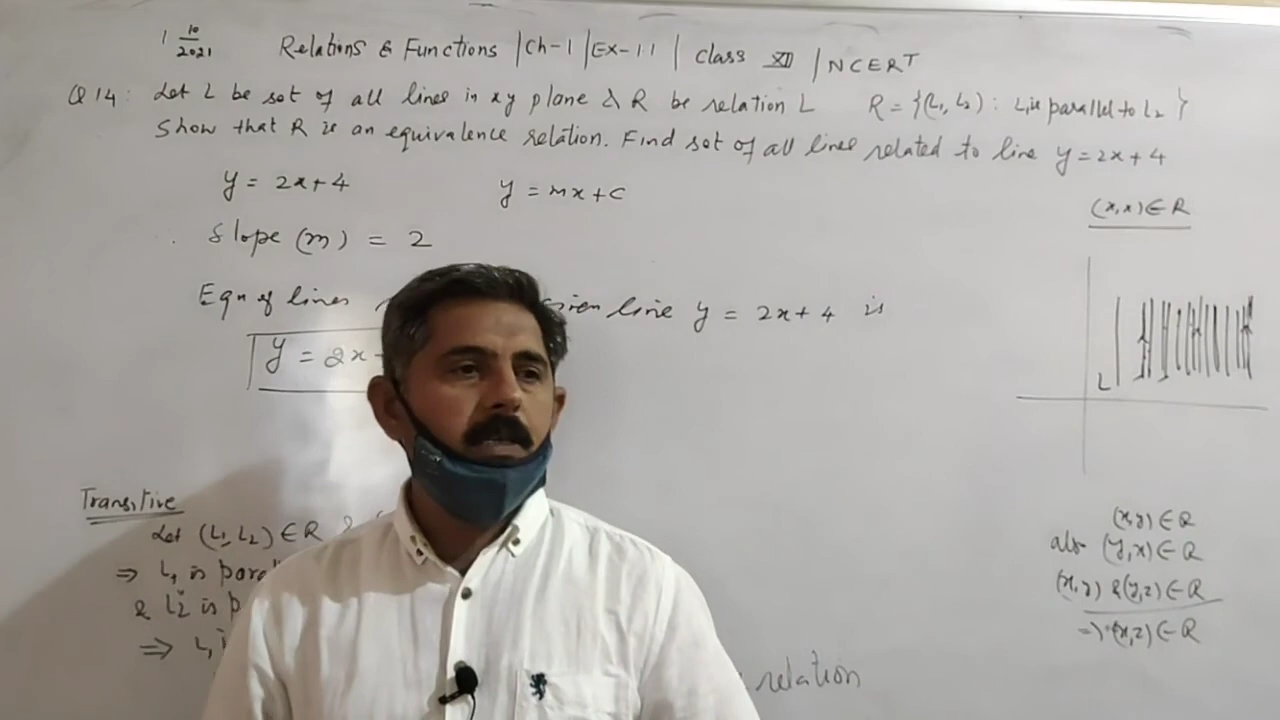 1 10/2021 Relations & Functions | Ch-1 | Ex-1.1 | Class XII | NCERT
Q 14: Let L be set of all lines in xy plane & R be relation L R = {(L₁, L₂) : L₁ is parallel to L₂}
Show that R is an equivalence relation. Find set of all lines related to line y = 2x + 4
y = 2x + 4 y = mx + c
(x,x) ∈ R
Slope (m) = 2
Eqn of lines line y = 2x + 4 is
y = 2x
L
Transitive
Let (L₁, L₂) ∈ R &
⇒ L₁ is
& L₂ is
⇒ L₁
(x,y) ∈ R
also (y,x) ∈ R
(x,y) & (y,z) ∈ R
⇒ (x,z) ∈ R
relation